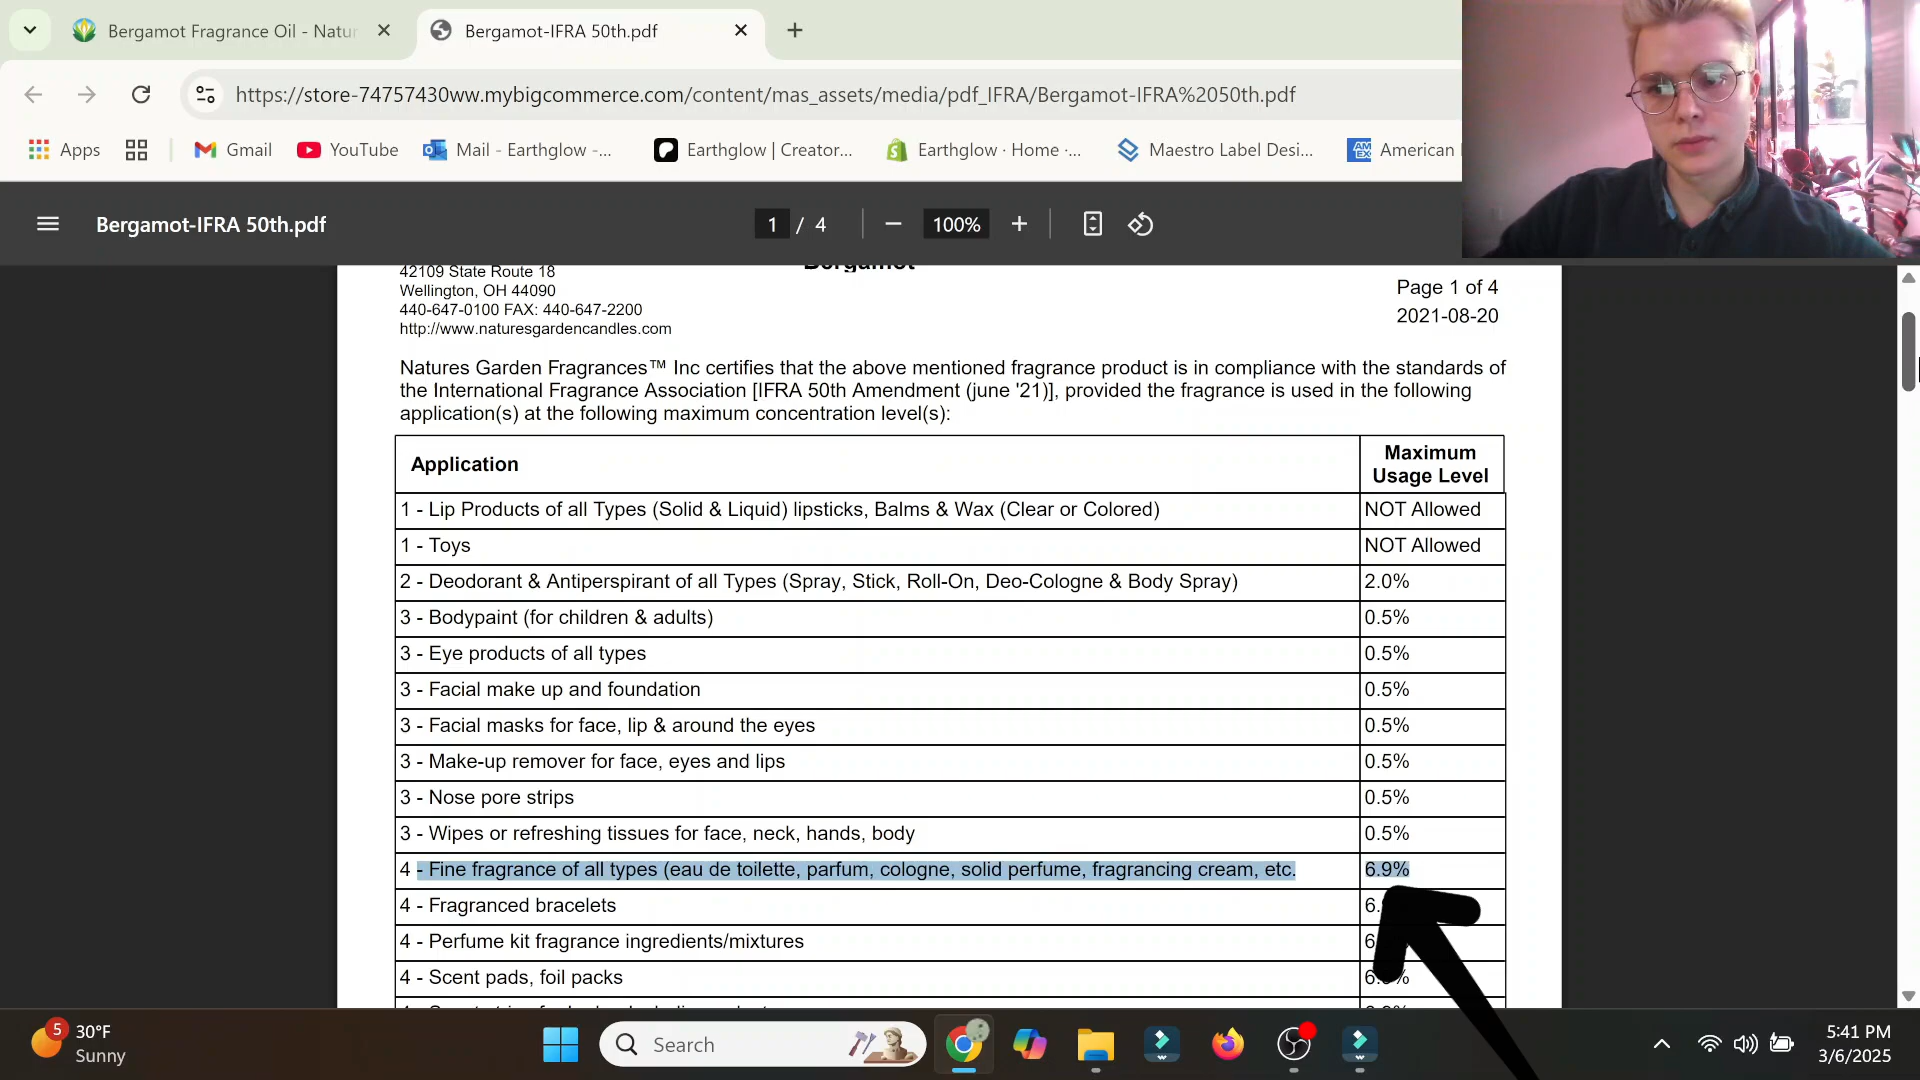 Bergamot Fragrance Oil - Natur
Bergamot-IFRA 50th.pdf
https://store-74757430ww.mybigcommerce.com/content/mas_assets/media/pdf_IFRA/Bergamot-IFRA%2050th.pdf
Apps
Gmail
YouTube
Mail - Earthglow -...
Earthglow | Creator...
Earthglow · Home ·...
Maestro Label Desi...
AM EX
American
Bergamot-IFRA 50th.pdf
1 / 4
100%
Bergamot
42109 State Route 18
Wellington, OH 44090
440-647-0100 FAX: 440-647-2200
http://www.naturesgardencandles.com
Page 1 of 4
2021-08-20
Natures Garden Fragrances™ Inc certifies that the above mentioned fragrance product is in compliance with the standards of
the International Fragrance Association [IFRA 50th Amendment (june '21)], provided the fragrance is used in the following
application(s) at the following maximum concentration level(s):
Application
Maximum
Usage Level
1 - Lip Products of all Types (Solid & Liquid) lipsticks, Balms & Wax (Clear or Colored) NOT Allowed
1 - Toys NOT Allowed
2 - Deodorant & Antiperspirant of all Types (Spray, Stick, Roll-On, Deo-Cologne & Body Spray) 2.0%
3 - Bodypaint (for children & adults) 0.5%
3 - Eye products of all types 0.5%
3 - Facial make up and foundation 0.5%
3 - Facial masks for face, lip & around the eyes 0.5%
3 - Make-up remover for face, eyes and lips 0.5%
3 - Nose pore strips 0.5%
3 - Wipes or refreshing tissues for face, neck, hands, body 0.5%
4 - Fine fragrance of all types (eau de toilette, parfum, cologne, solid perfume, fragrancing cream, etc. 6.9%
4 - Fragranced bracelets
4 - Perfume kit fragrance ingredients/mixtures
4 - Scent pads, foil packs
5
30°F
Sunny
Search
5:41 PM
3/6/2025